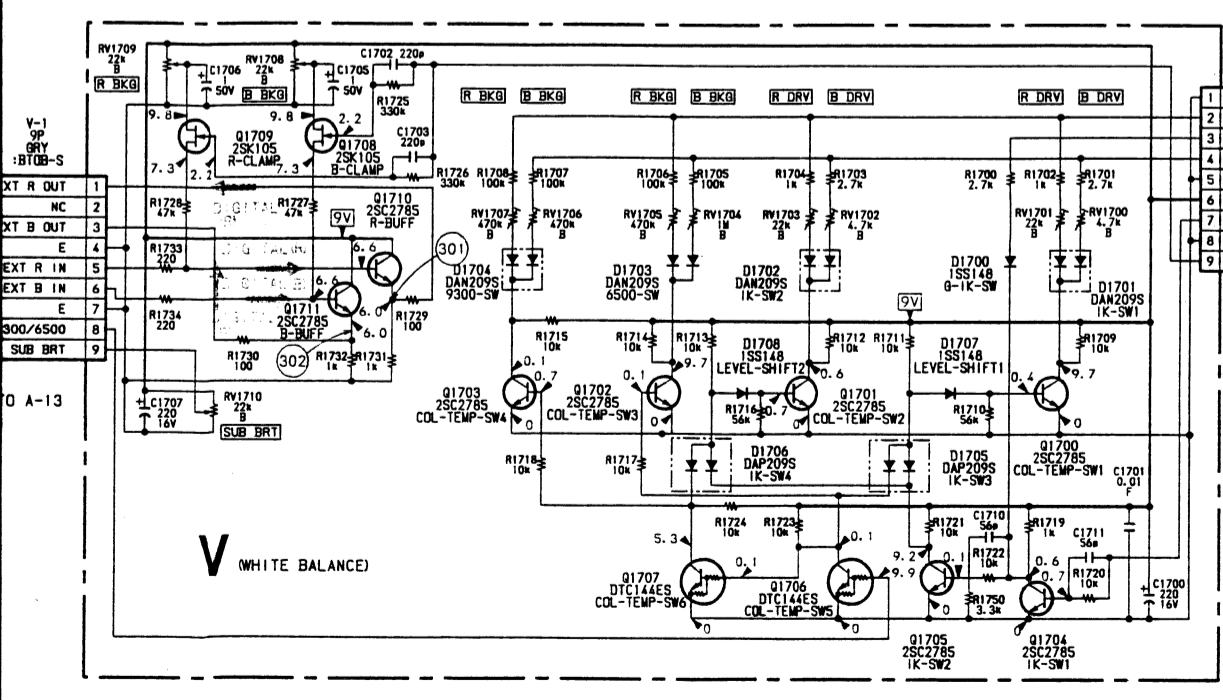 RV1709
22k
B
R BKG
C1706
1
50V
RV1708
22k
B
B BKG
C1705
1
50V
C1702 220p
R1725
330k
C1703
220p
R1726
330k
9.8
Q1709
2SK105
R-CLAMP
7.3
2.2
9.8
2.2
Q1708
2SK105
B-CLAMP
7.3
V-1
9P
GRY
:BTOB-S
XT R OUT 1
NC 2
XT B OUT 3
E 4
EXT R IN 5
EXT B IN 6
E 7
300/6500 8
SUB BRT 9
TO A-13
R1728
47k
R1727
47k
Q1710
2SC2785
R-BUFF
9V
6.6
301
R1733
220
R1734
220
6.6
6.0
Q1711
2SC2785
B-BUFF
6.0
302
R1729
100
R1730
100
R1732
1k
R1731
1k
C1707
220
16V
RV1710
22k
B
SUB BRT
R BKG
B BKG
R BKG
B BKG
R DRV
B DRV
R DRV
B DRV
R1708
100k
R1707
100k
R1706
100k
R1705
100k
R1704
1k
R1703
2.7k
R1700
2.7k
R1702
1k
R1701
2.7k
RV1707
470k
B
RV1706
470k
B
RV1705
470k
B
RV1704
1M
B
RV1703
22k
B
RV1702
4.7k
B
RV1701
22k
B
RV1700
4.7k
B
D1704
DAN209S
9300-SW
D1703
DAN209S
6500-SW
D1702
DAN209S
IK-SW2
D1700
1SS148
G-IK-SW
D1701
DAN209S
IK-SW1
9V
R1715
10k
R1714
10k
R1713
10k
D1708
1SS148
LEVEL-SHIFT2
R1712
10k
R1711
10k
D1707
1SS148
LEVEL-SHIFT1
R1709
10k
0.1
0.7
Q1703
2SC2785
COL-TEMP-SW4
0
0.1
9.7
Q1702
2SC2785
COL-TEMP-SW3
0
R1716
56k
0.7
0.6
Q1701
2SC2785
COL-TEMP-SW2
0
R1710
56k
0.4
9.7
Q1700
2SC2785
COL-TEMP-SW1
0
R1718
10k
R1717
10k
D1706
DAP209S
IK-SW4
D1705
DAP209S
IK-SW3
C1701
0.01
F
R1724
10k
R1723
10k
R1721
10k
C1710
56p
R1722
10k
R1719
1k
C1711
56p
R1720
10k
C1700
220
16V
5.3
0.1
Q1707
DTC144ES
COL-TEMP-SW6
0
0.1
9.9
Q1706
DTC144ES
COL-TEMP-SW5
0
9.2
0.1
R1750
3.3k
0
Q1705
2SC2785
IK-SW2
0.6
0.7
0
Q1704
2SC2785
IK-SW1
V (WHITE BALANCE)
1
2
3
4
5
6
7
8
9